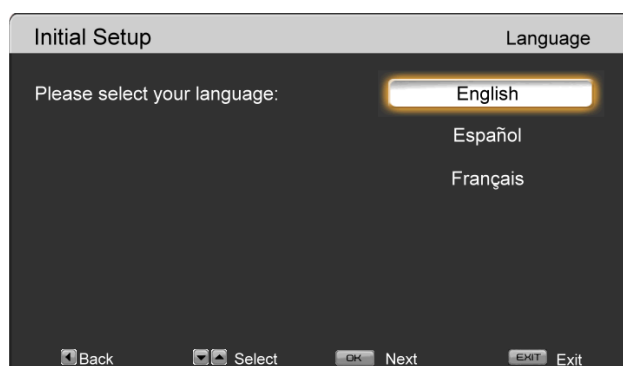 Initial Setup Language
Please select your language: English
Español
Français
Back Select OK Next EXIT Exit